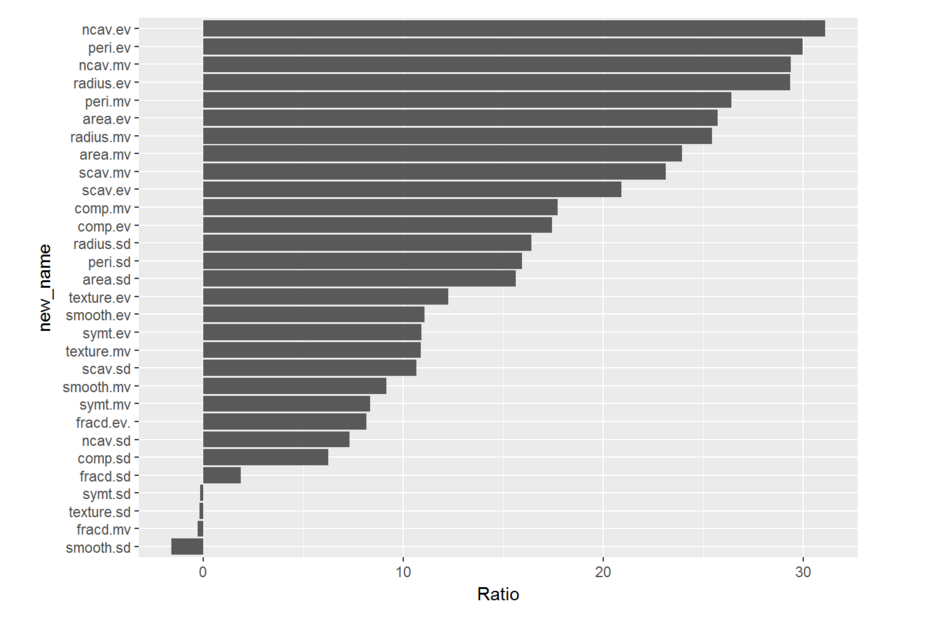 ncav.ev
peri.ev
ncav.mv
radius.ev
peri.mv
area.ev
radius.mv
area.mv
scav.mv
scav.ev
comp.mv
comp.ev
radius.sd
peri.sd
area.sd
texture.ev
smooth.ev
symt.ev
texture.mv
scav.sd
smooth.mv
symt.mv
fracd.ev.
ncav.sd
comp.sd
fracd.sd
symt.sd
texture.sd
fracd.mv
smooth.sd
new_name
0 10 20 30
Ratio